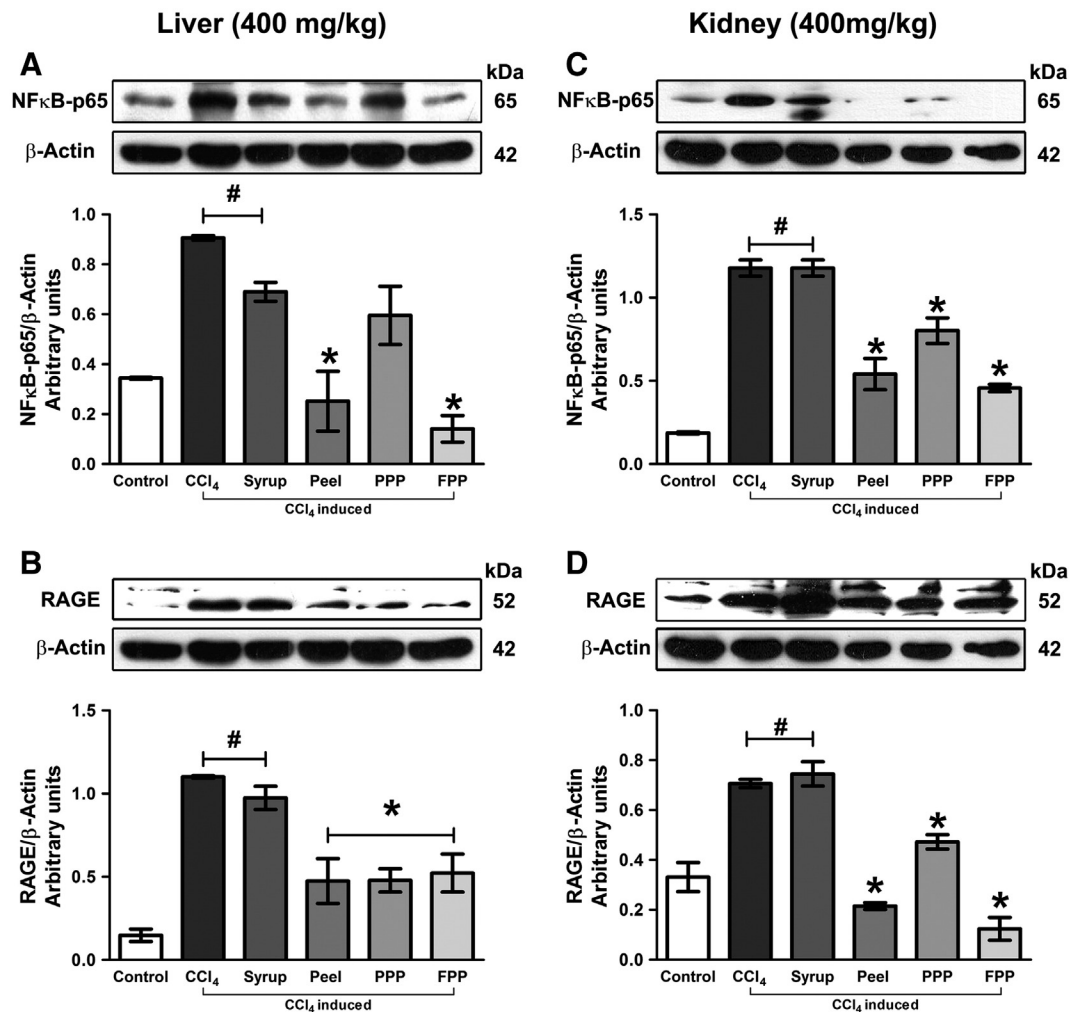 Liver (400 mg/kg)
Kidney (400mg/kg)
A
kDa
NFκB-p65
65
β-Actin
42
#
NFκB-p65/β-Actin
Arbitrary units
1.0
0.8
0.6
0.4
0.2
0.0
*
*
Control CCl₄ Syrup Peel PPP FPP
CCl₄ induced
C
kDa
NFκB-p65
65
β-Actin
42
#
NFκB-p65/β-Actin
Arbitrary units
1.5
1.0
0.5
0.0
*
*
*
Control CCl₄ Syrup Peel PPP FPP
CCl₄ induced
B
kDa
RAGE
52
β-Actin
42
#
RAGE/β-Actin
Arbitrary units
1.5
1.0
0.5
0.0
*
Control CCl₄ Syrup Peel PPP FPP
CCl₄ induced
D
kDa
RAGE
52
β-Actin
42
#
RAGE/β-Actin
Arbitrary units
1.0
0.8
0.6
0.4
0.2
0.0
*
*
*
Control CCl₄ Syrup Peel PPP FPP
CCl₄ induced